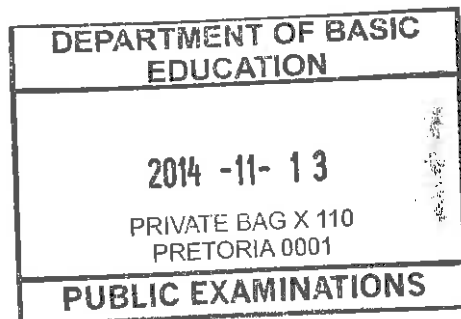 DEPARTMENT OF BASIC
EDUCATION
2014 -11- 13
PRIVATE BAG X 110
PRETORIA 0001
PUBLIC EXAMINATIONS